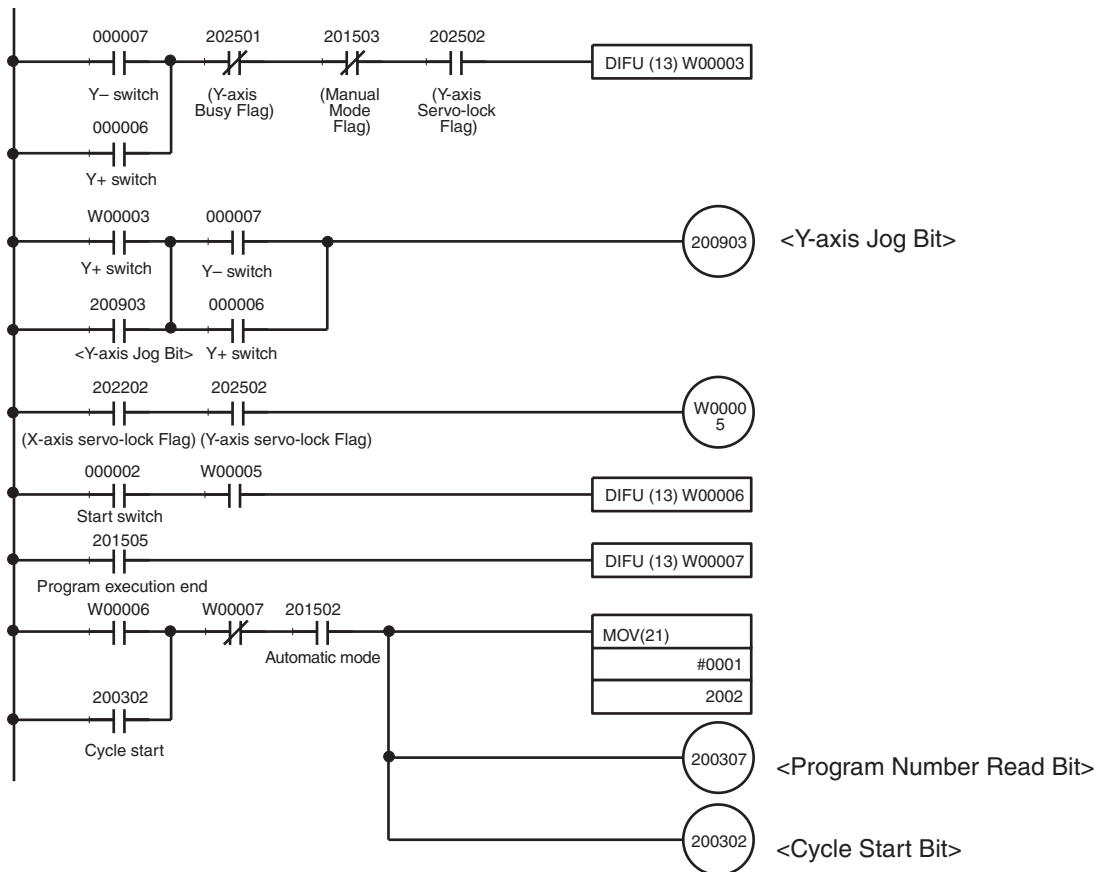 000007 202501 201503 202502
DIFU (13) W00003
Y– switch (Y-axis Busy Flag) (Manual Mode Flag) (Y-axis Servo-lock Flag)
000006
Y+ switch
W00003 000007
200903 <Y-axis Jog Bit>
Y+ switch Y– switch
200903 000006
<Y-axis Jog Bit> Y+ switch
202202 202502
W0000
5
(X-axis servo-lock Flag) (Y-axis servo-lock Flag)
000002 W00005
DIFU (13) W00006
Start switch
201505
DIFU (13) W00007
Program execution end
W00006 W00007 201502
MOV(21)
Automatic mode
#0001
2002
200302
Cycle start
200307 <Program Number Read Bit>
200302 <Cycle Start Bit>